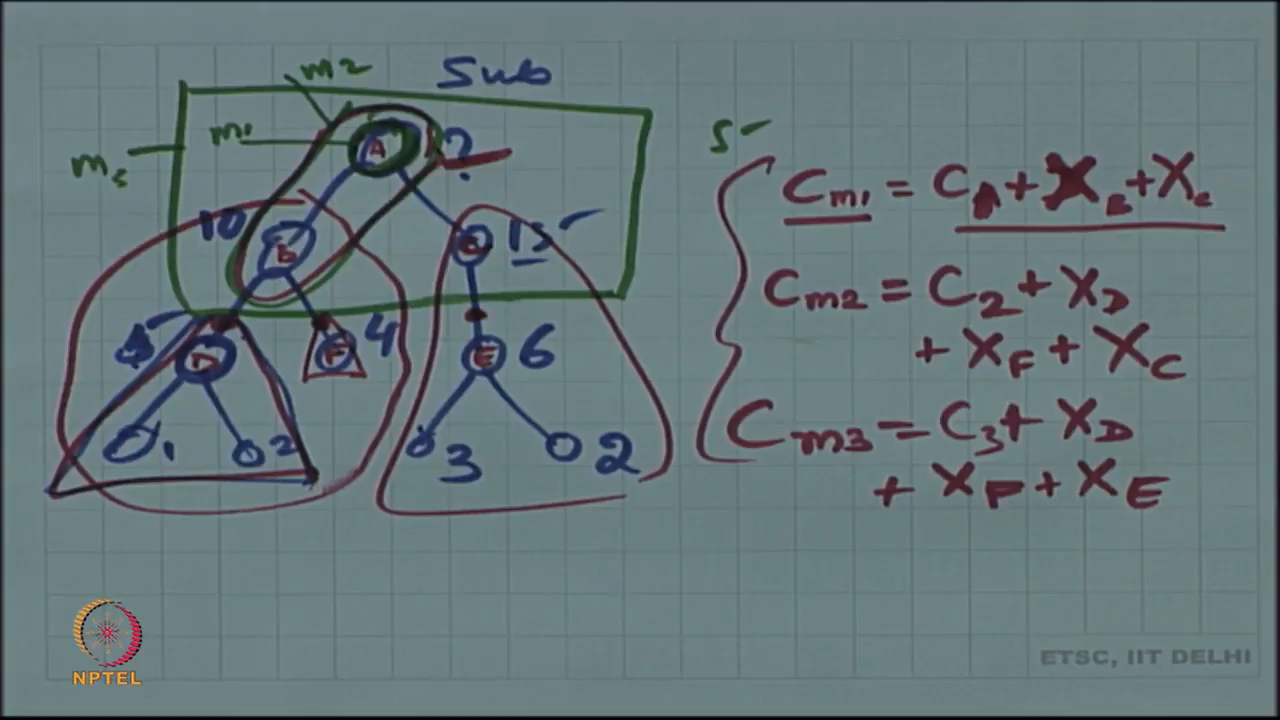 m2 Sub
m1 A ?
m3
10 B C 15
D F 4 E 6
1 2 3 2
5
Cm1 = CA + XB + XC
Cm2 = C2 + XD
+ XF + XC
Cm3 = C3 + XD
+ XF + XE
NPTEL
ETSC, IIT DELHI